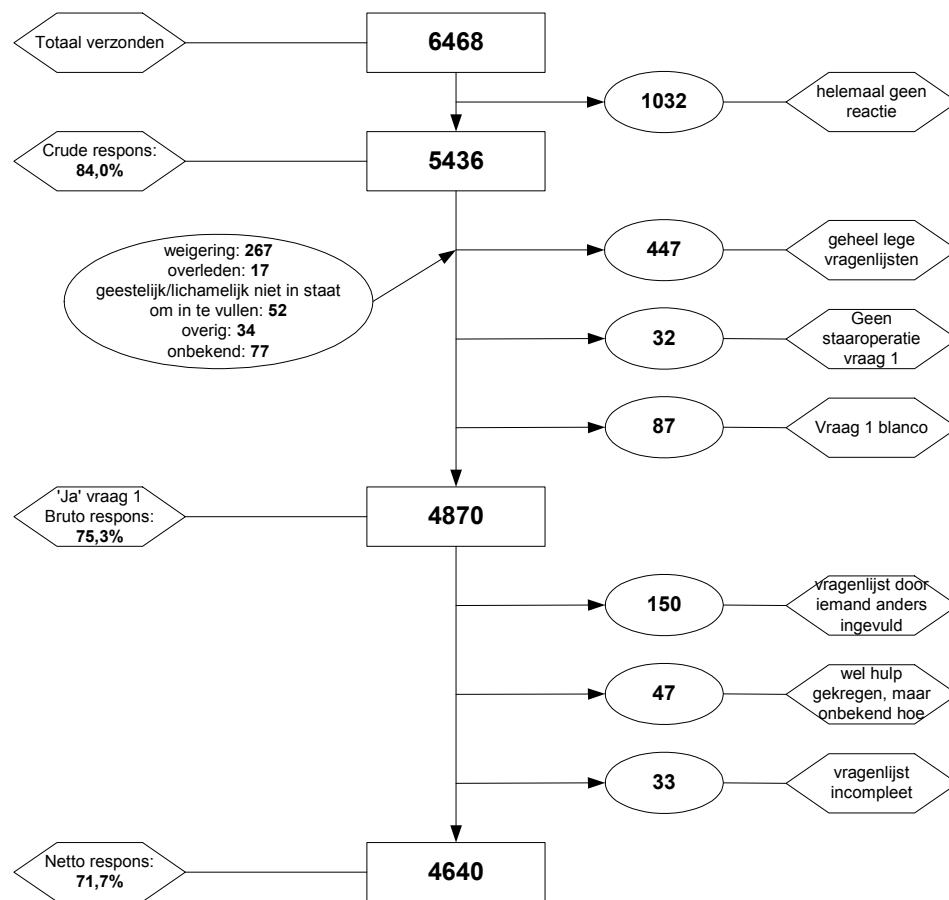 Totaal verzonden
6468
1032
helemaal geen
reactie
Crude respons:
84,0%
5436
weigering: 267
overleden: 17
geestelijk/lichamelijk niet in staat
om in te vullen: 52
overig: 34
onbekend: 77
447
geheel lege
vragenlijsten
32
Geen
staaroperatie
vraag 1
87
Vraag 1 blanco
'Ja' vraag 1
Bruto respons:
75,3%
4870
150
vragenlijst door
iemand anders
ingevuld
47
wel hulp
gekregen, maar
onbekend hoe
33
vragenlijst
incompleet
Netto respons:
71,7%
4640